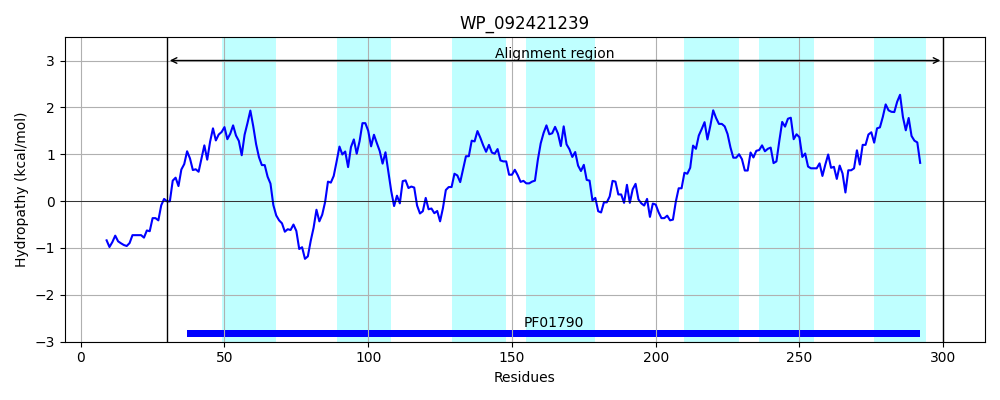 WP_092421239
Alignment region
3
2
1
0
−1
−2
−3
Hydropathy (kcal/mol)
PF01790
0 50 100 150 200 250 300
Residues